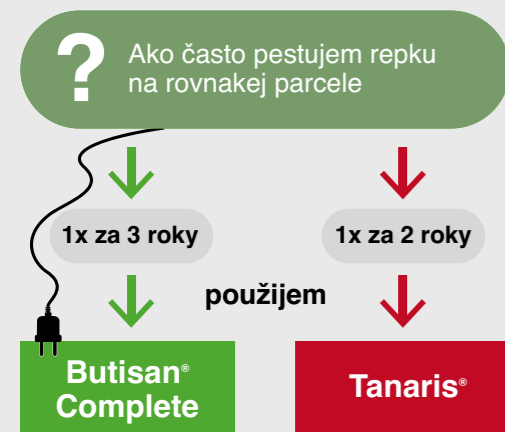 ?
Ako často pestujem repku
na rovnakej parcele
1x za 3 roky
1x za 2 roky
použijem
Butisan®
Complete
Tanaris®